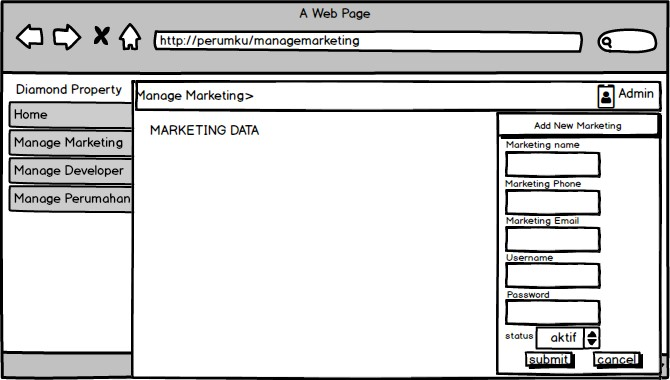 A Web Page
http://perumku/managemarketing
Diamond Property
Home
Manage Marketing
Manage Developer
Manage Perumahan
Manage Marketing>
Admin
MARKETING DATA
Add New Marketing
Marketing name
Marketing Phone
Marketing Email
Username
Password
status aktif
submit cancel